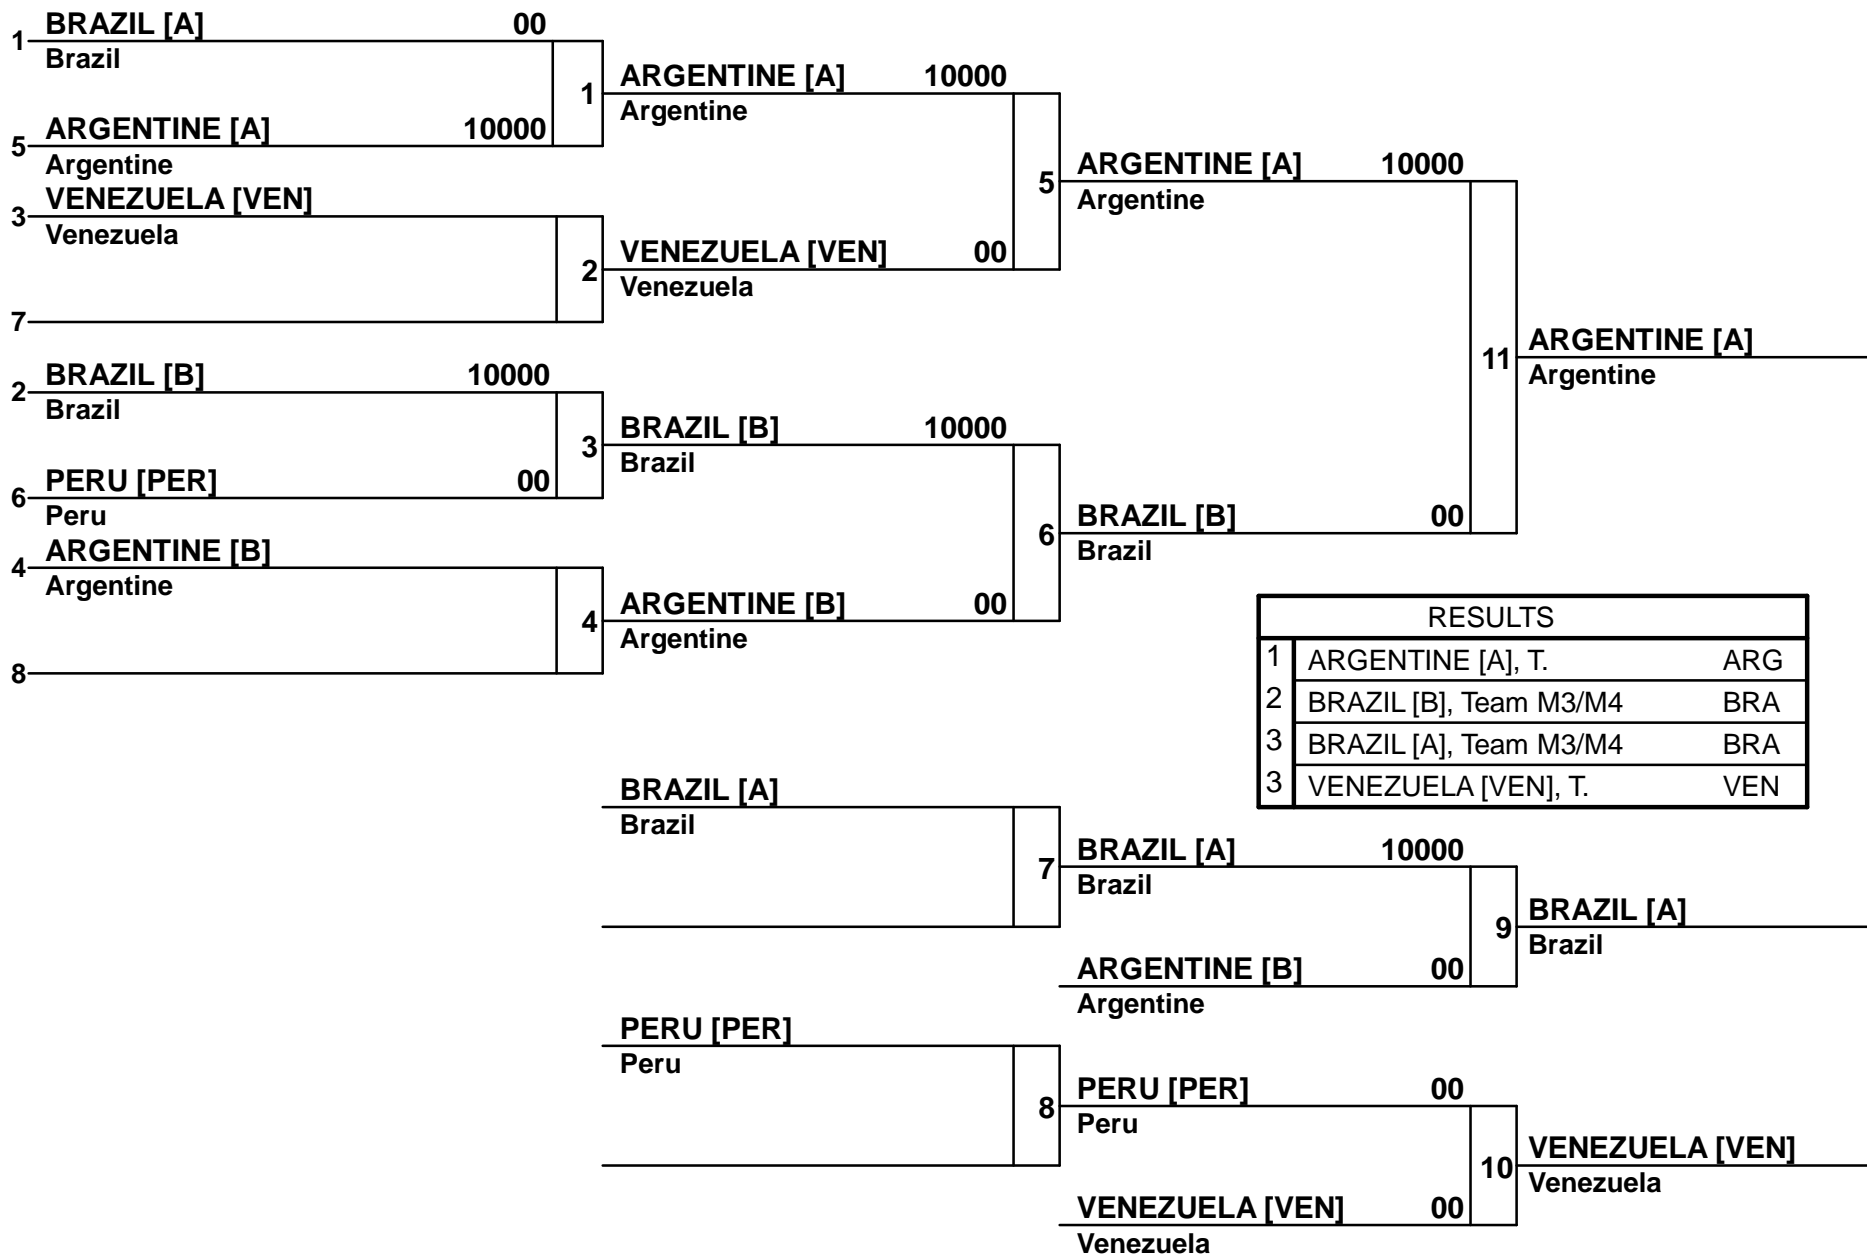 BRAZIL [A] 00
1
Brazil
ARGENTINE [A] 10000
5
Argentine
1
ARGENTINE [A] 10000
Argentine
VENEZUELA [VEN]
3
Venezuela
7
2
VENEZUELA [VEN] 00
Venezuela
5
ARGENTINE [A] 10000
Argentine
BRAZIL [B] 10000
2
Brazil
PERU [PER] 00
6
Peru
3
BRAZIL [B] 10000
Brazil
ARGENTINE [B]
4
Argentine
8
4
ARGENTINE [B] 00
Argentine
6
BRAZIL [B] 00
Brazil
11
ARGENTINE [A]
Argentine
RESULTS
1 ARGENTINE [A], T. ARG
2 BRAZIL [B], Team M3/M4 BRA
3 BRAZIL [A], Team M3/M4 BRA
3 VENEZUELA [VEN], T. VEN
BRAZIL [A]
Brazil
7
BRAZIL [A] 10000
Brazil
ARGENTINE [B] 00
Argentine
9
BRAZIL [A]
Brazil
PERU [PER]
Peru
8
PERU [PER] 00
Peru
VENEZUELA [VEN] 00
Venezuela
10
VENEZUELA [VEN]
Venezuela